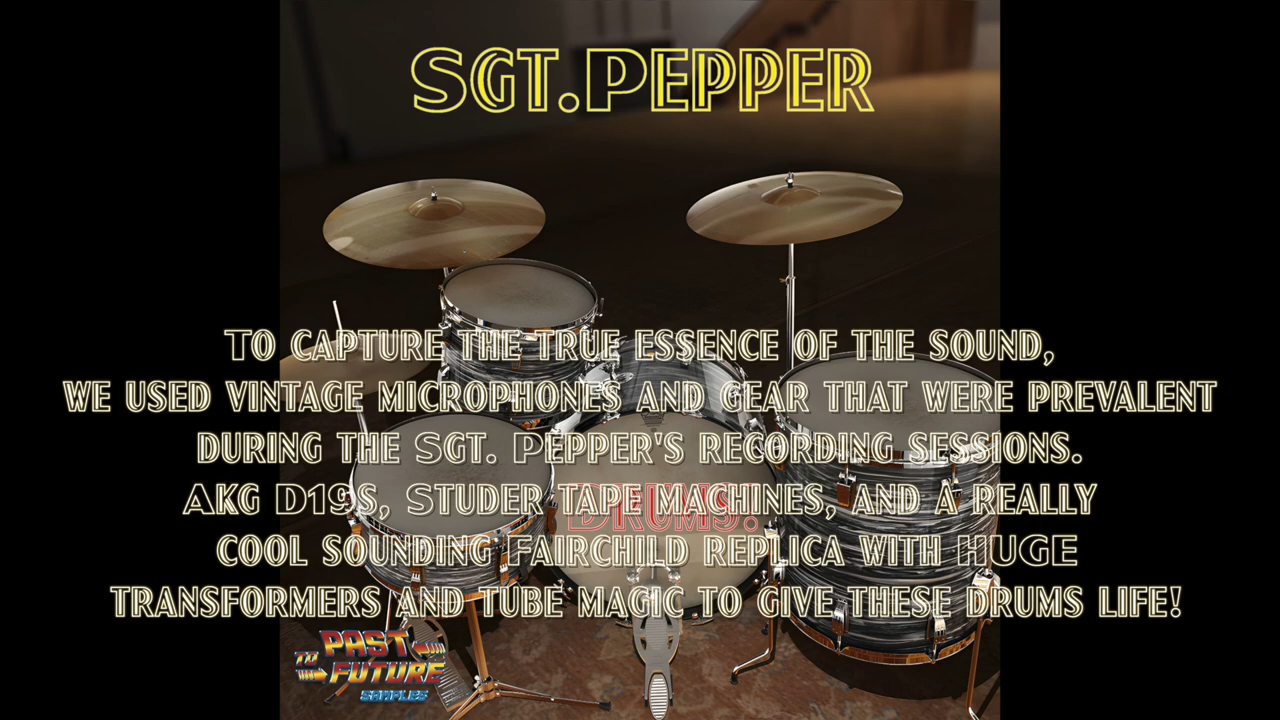 Sgt.Pepper
To capture the true essence of the sound,
we used vintage microphones and gear that were prevalent
during the Sgt. Pepper's recording sessions.
AKG D19s, Studer tape machines, and a really
Drums!
cool sounding Fairchild replica with HUGE
transformers and tube magic to give these drums life!
PAST
TO
FUTURE
SAMPLES